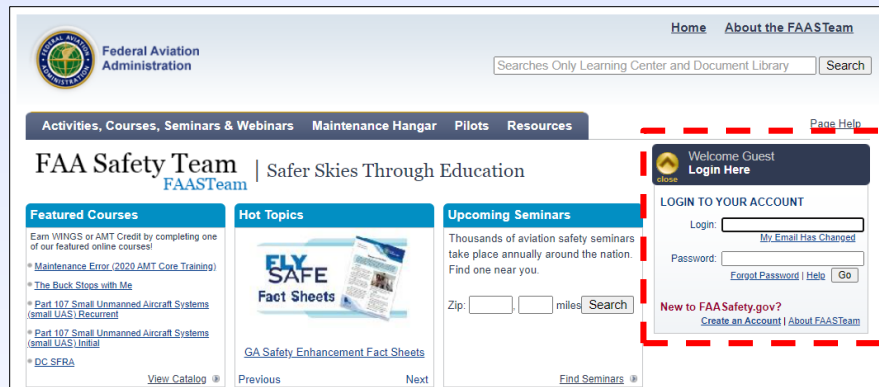 Home About the FAASTeam
Federal Aviation
Administration
Searches Only Learning Center and Document Library Search
Activities, Courses, Seminars & Webinars Maintenance Hangar Pilots Resources
Page Help
FAA Safety Team
FAASTeam
Safer Skies Through Education
Featured Courses
Earn WINGS or AMT Credit by completing one
of our featured online courses!
Maintenance Error (2020 AMT Core Training)
The Buck Stops with Me
Part 107 Small Unmanned Aircraft Systems
(small UAS) Recurrent
Part 107 Small Unmanned Aircraft Systems
(small UAS) Initial
DC SFRA
View Catalog
Hot Topics
FLY
SAFE
Fact Sheets
GA Safety Enhancement Fact Sheets
Previous Next
Upcoming Seminars
Thousands of aviation safety seminars
take place annually around the nation.
Find one near you.
Zip: , miles Search
Find Seminars
close
Welcome Guest
Login Here
LOGIN TO YOUR ACCOUNT
Login:
My Email Has Changed
Password:
Forgot Password | Help Go
New to FAASafety.gov?
Create an Account | About FAASTeam